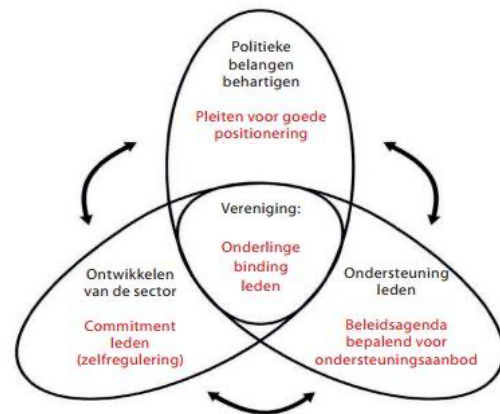 Politieke
belangen
behartigen
Pleiten voor goede
positionering
Vereniging:
Onderlinge
binding
leden
Ontwikkelen
van de sector
Commitment
leden
(zelfregulering)
Ondersteuning
leden
Beleidsagenda
bepalend voor
ondersteuningsaanbod